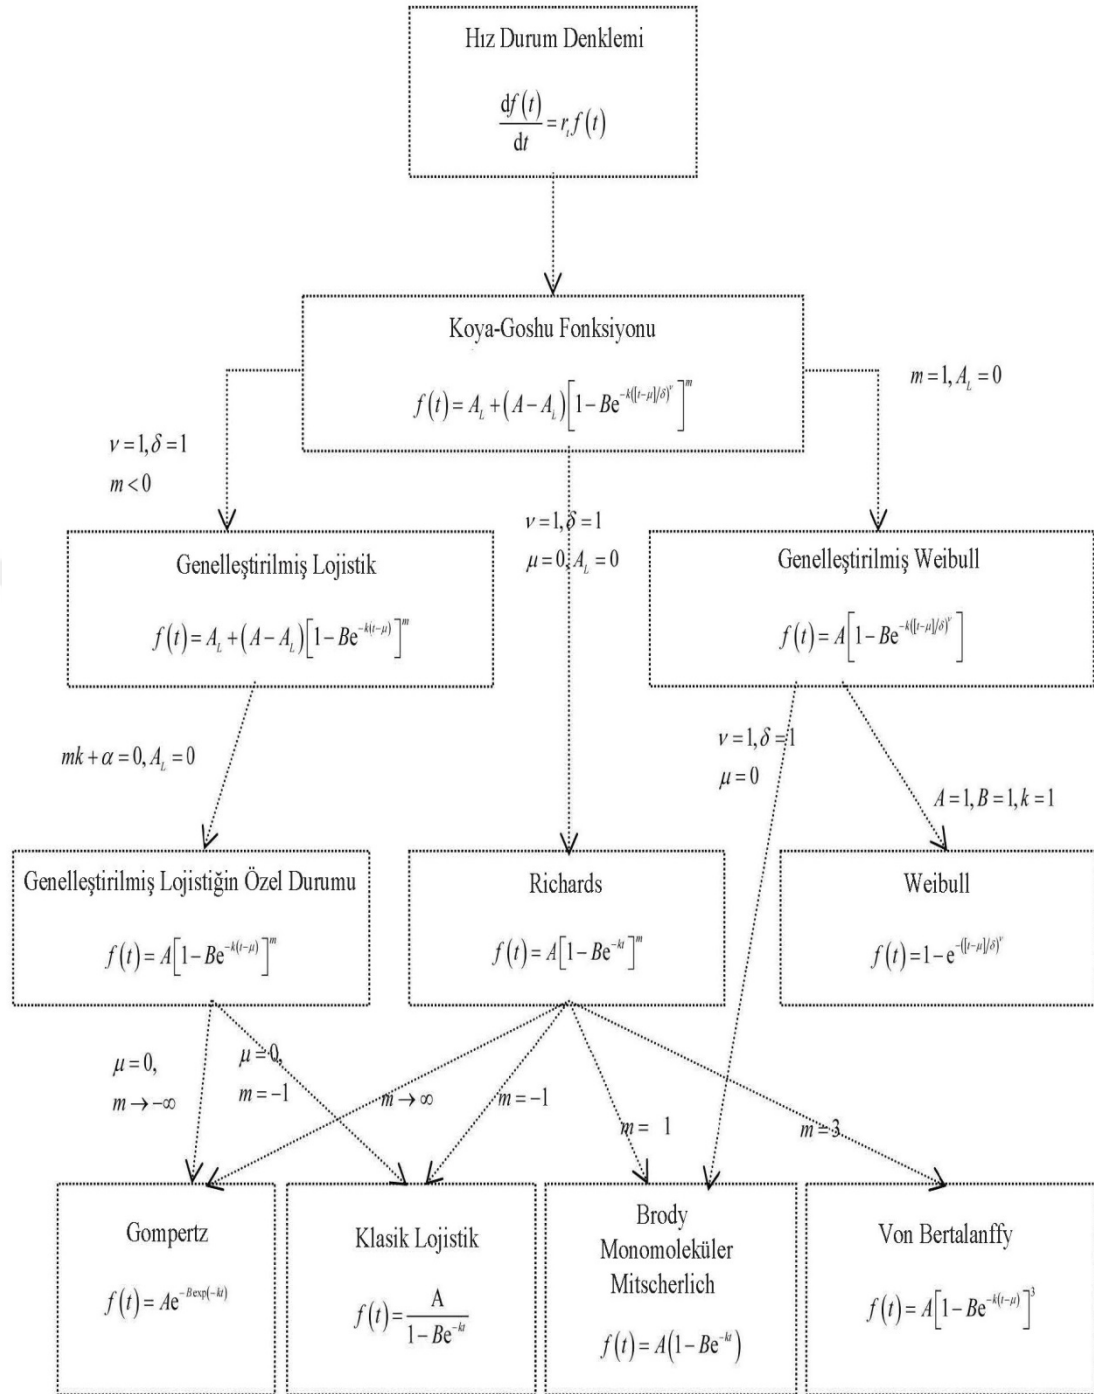 Hız Durum Denklemi
df(t)/dt = r_t f(t)
Koya-Goshu Fonksiyonu
f(t) = A_L + (A − A_L)[1 − Be^{−k([t−μ]/δ)^ν}]^m
m = 1, A_L = 0
ν = 1, δ = 1
m < 0
ν = 1, δ = 1
μ = 0, A_L = 0
Genelleştirilmiş Lojistik
f(t) = A_L + (A − A_L)[1 − Be^{−k(t−μ)}]^m
Genelleştirilmiş Weibull
f(t) = A[1 − Be^{−k([t−μ]/δ)^ν}]
mk + α = 0, A_L = 0
ν = 1, δ = 1
μ = 0
A = 1, B = 1, k = 1
Genelleştirilmiş Lojistiğin Özel Durumu
f(t) = A[1 − Be^{−k(t−μ)}]^m
Richards
f(t) = A[1 − Be^{−kt}]^m
Weibull
f(t) = 1 − e^{−([t−μ]/δ)^ν}
μ = 0,
m → −∞
μ = 0,
m = −1
m → ∞
m = −1
m = 1
m = 3
Gompertz
f(t) = Ae^{−Bexp(−kt)}
Klasik Lojistik
f(t) = A/(1 − Be^{−kt})
Brody
Monomoleküler
Mitscherlich
f(t) = A(1 − Be^{−kt})
Von Bertalanffy
f(t) = A[1 − Be^{−k(t−μ)}]^3